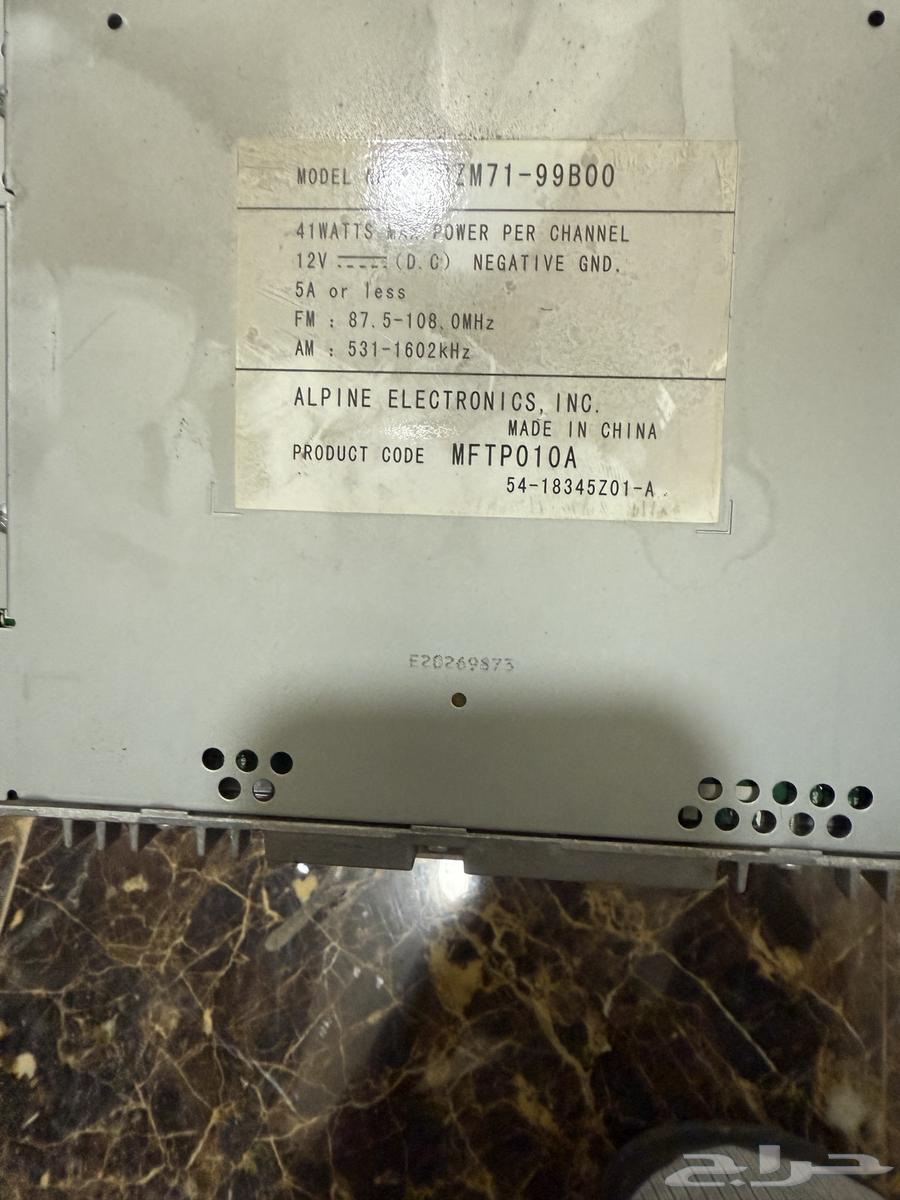 MODEL ZM71-99B00
41WATTS MAX POWER PER CHANNEL
12V (D.C) NEGATIVE GND.
5A or less
FM : 87.5-108.0MHz
AM : 531-1602kHz
ALPINE ELECTRONICS, INC.
MADE IN CHINA
PRODUCT CODE MFTP010A
54-18345Z01-A
E20269873
حراج